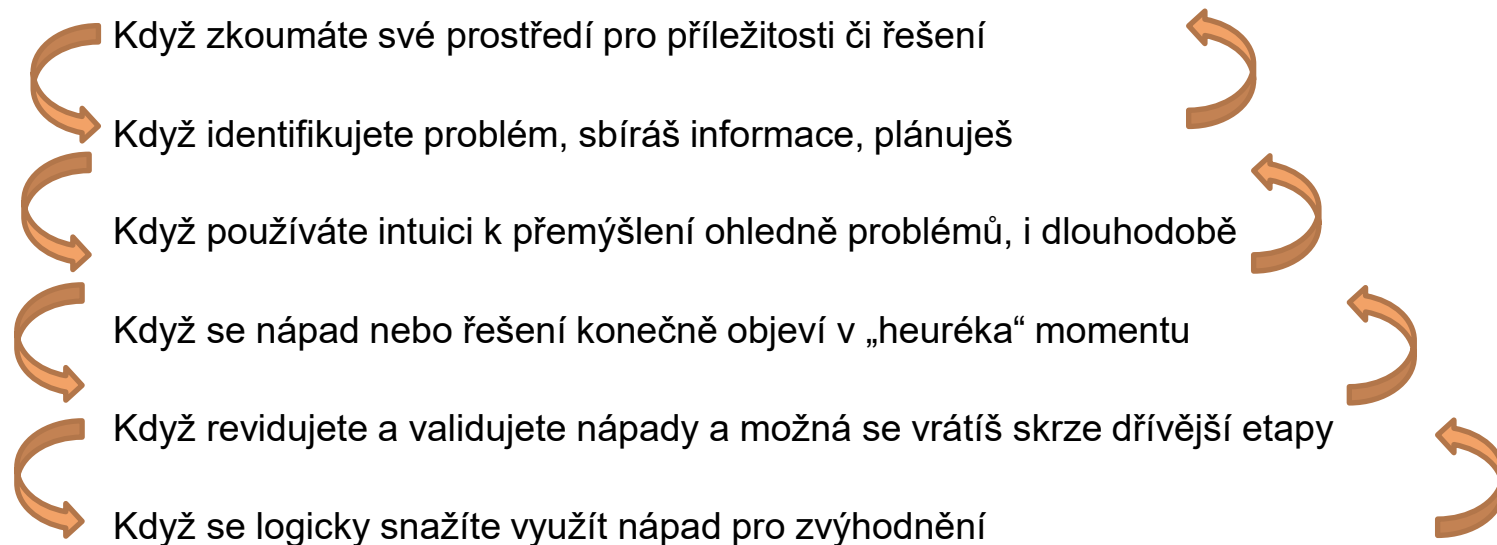 Když zkoumáte své prostředí pro příležitosti či řešení
Když identifikujete problém, sbíráš informace, plánuješ
Když používáte intuici k přemýšlení ohledně problémů, i dlouhodobě
Když se nápad nebo řešení konečně objeví v „heuréka“ momentu
Když revidujete a validujete nápady a možná se vrátíš skrze dřívější etapy
Když se logicky snažíte využít nápad pro zvýhodnění